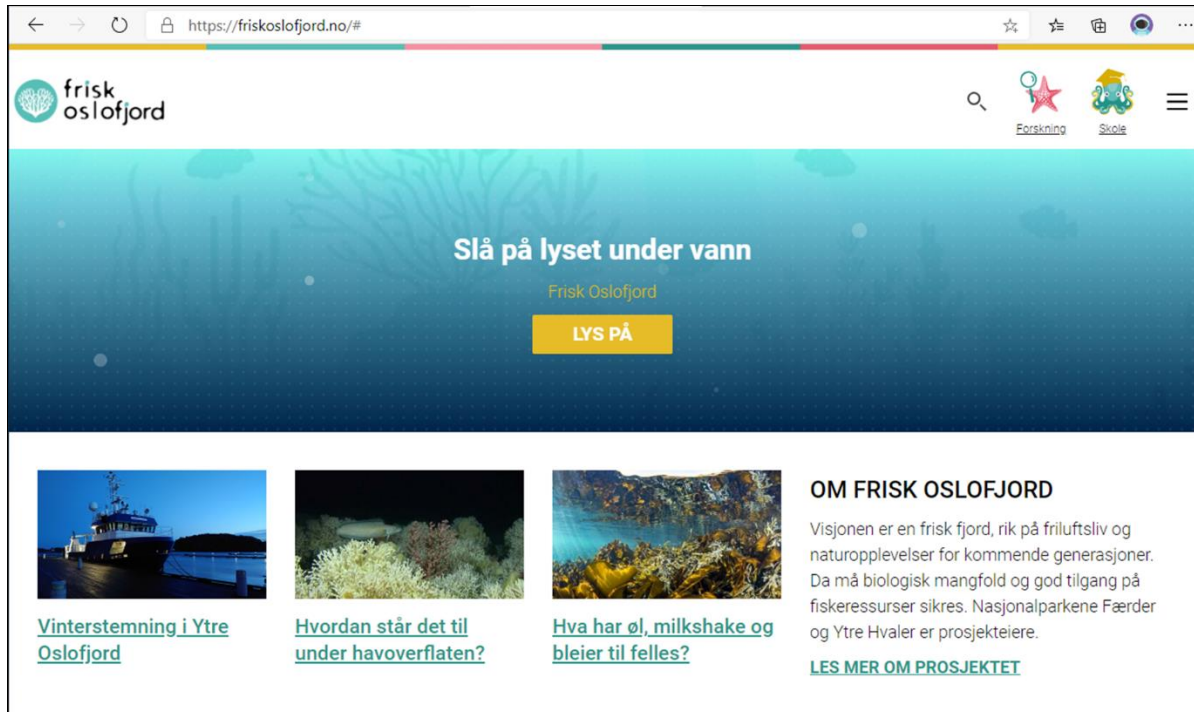 https://friskoslofjord.no/#
frisk
oslofjord
Forskning
Skole
Slå på lyset under vann
Frisk Oslofjord
LYS PÅ
Vinterstemning i Ytre
Oslofjord
Hvordan står det til
under havoverflaten?
Hva har øl, milkshake og
bleier til felles?
OM FRISK OSLOFJORD
Visjonen er en frisk fjord, rik på friluftsliv og
naturopplevelser for kommende generasjoner.
Da må biologisk mangfold og god tilgang på
fiskeressurser sikres. Nasjonalparkene Færder
og Ytre Hvaler er prosjekteiere.
LES MER OM PROSJEKTET